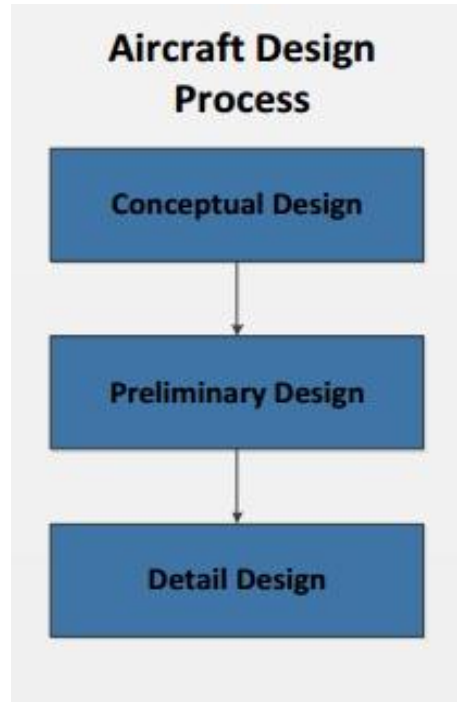 Aircraft Design
Process
Conceptual Design
Preliminary Design
Detail Design